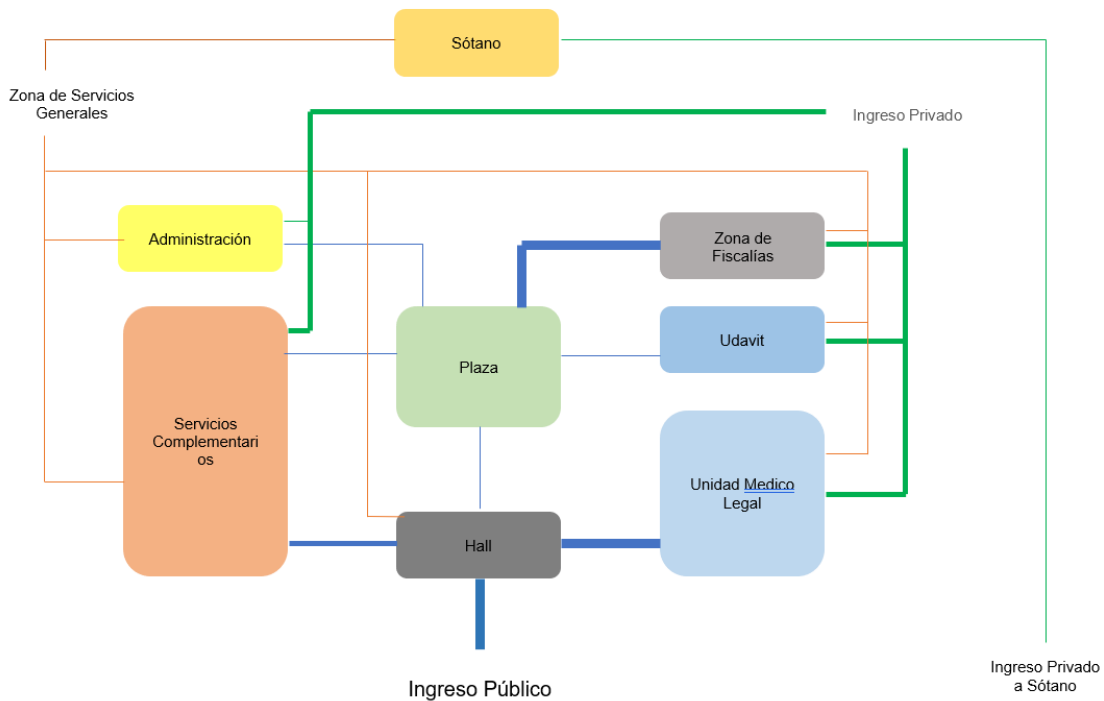 Sótano
Zona de Servicios
Generales
Ingreso Privado
Administración
Zona de
Fiscalías
Udavit
Plaza
Servicios
Complementari
os
Unidad Medico
Legal
Hall
Ingreso Privado
a Sótano
Ingreso Público